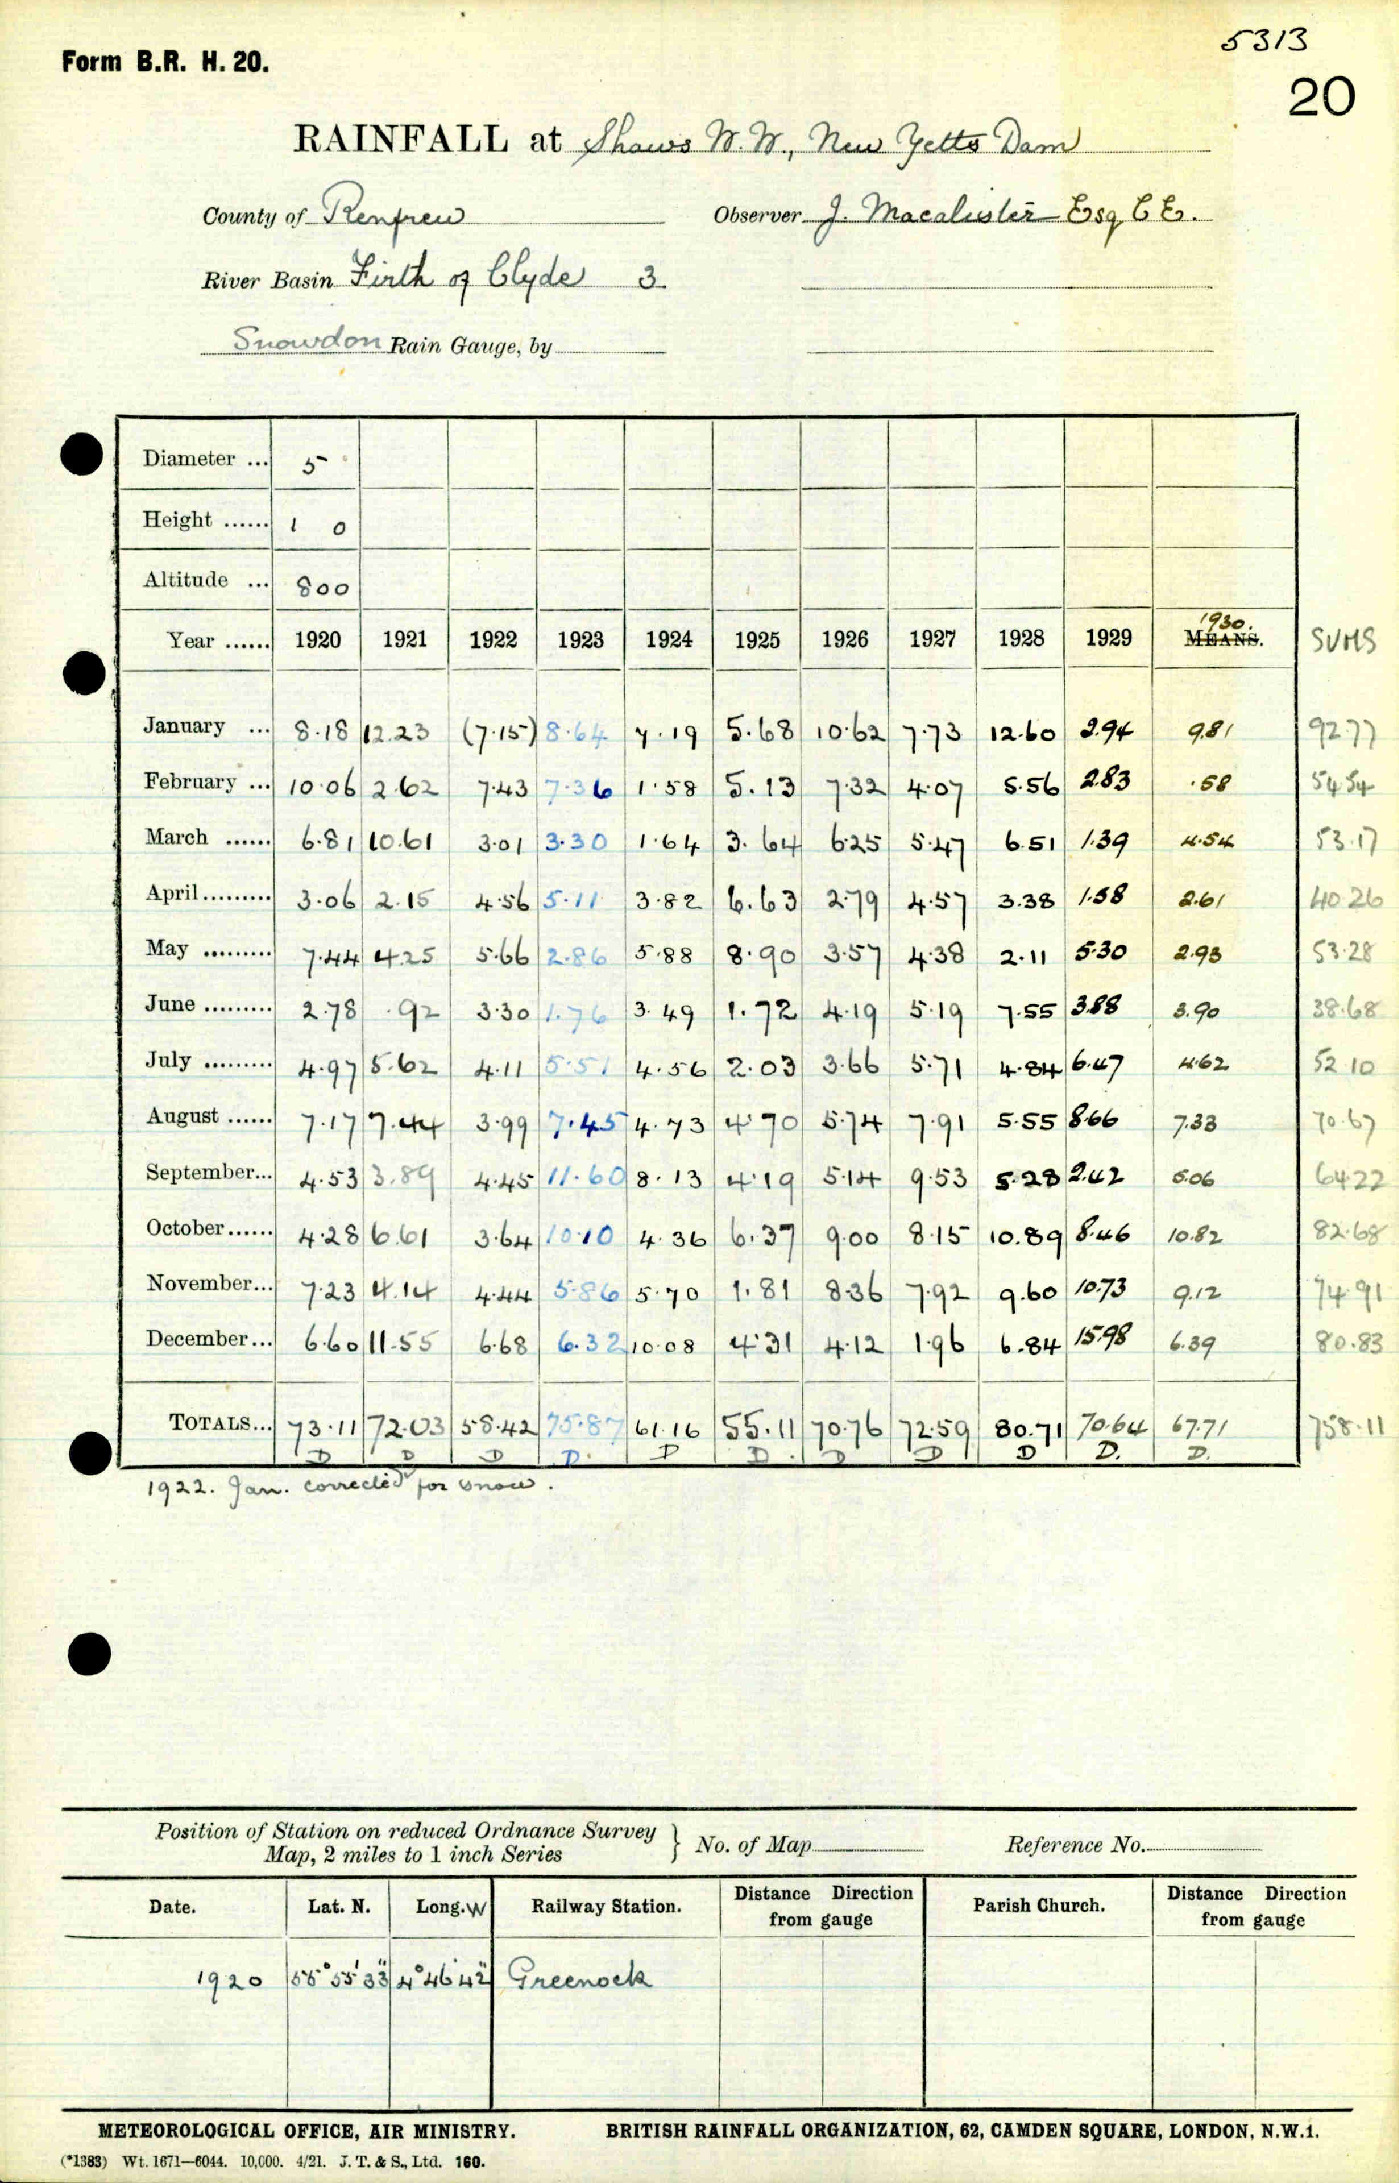 5313
Form B.R. H. 20.
20
RAINFALL at Shaws W.W., New Yetts Dam
County of Renfrew Observer J. Macalister Esq C E.
River Basin Firth of Clyde 3
Snowdon Rain Gauge, by
Diameter ... 5
Height ...... 1 0
Altitude ... 800
1930.
Year ...... 1920 1921 1922 1923 1924 1925 1926 1927 1928 1929 MEANS. SUMS
January ... 8.18 12.23 (7.15) 8.64 7.19 5.68 10.62 7.73 12.60 2.94 9.81 92.77
February ... 10.06 2.62 7.43 7.36 1.58 5.13 7.32 4.07 5.56 2.83 .58 54.54
March ...... 6.81 10.61 3.01 3.30 1.64 3.64 6.25 5.47 6.51 1.39 4.54 53.17
April ......... 3.06 2.15 4.56 5.11 3.82 6.63 2.79 4.57 3.38 1.58 2.61 40.26
May ......... 7.44 4.25 5.66 2.86 5.88 8.90 3.57 4.38 2.11 5.30 2.93 53.28
June ......... 2.78 .92 3.30 1.76 3.49 1.72 4.19 5.19 7.55 3.88 3.90 38.68
July ......... 4.97 5.62 4.11 5.51 4.56 2.03 3.66 5.71 4.84 6.47 4.62 52.10
August ...... 7.17 7.44 3.99 7.45 4.73 4.70 5.74 7.91 5.55 8.66 7.33 70.67
September... 4.53 3.89 4.45 11.60 8.13 4.19 5.14 9.53 5.28 2.42 5.06 64.22
October ...... 4.28 6.61 3.64 10.10 4.36 6.37 9.00 8.15 10.89 8.46 10.82 82.68
November... 7.23 4.14 4.44 5.86 5.70 1.81 8.36 7.92 9.60 10.73 9.12 74.91
December... 6.60 11.55 6.68 6.32 10.08 4.31 4.12 1.96 6.84 15.98 6.39 80.83
TOTALS... 73.11 72.03 58.42 75.87 61.16 55.11 70.76 72.59 80.71 70.64 67.71 758.11
D D D D. D D. D D D D. D.
1922. Jan. corrected for snow.
Position of Station on reduced Ordnance Survey
Map, 2 miles to 1 inch Series } No. of Map Reference No.
Date. Lat. N. Long. W Railway Station. Distance Direction from gauge Parish Church. Distance Direction from gauge
1920 55° 55' 33" 4° 46' 42" Greenock
METEOROLOGICAL OFFICE, AIR MINISTRY. BRITISH RAINFALL ORGANIZATION, 62, CAMDEN SQUARE, LONDON, N.W.1.
(*1383) Wt. 1671—6044. 10,000. 4/21. J. T. & S., Ltd. 160.